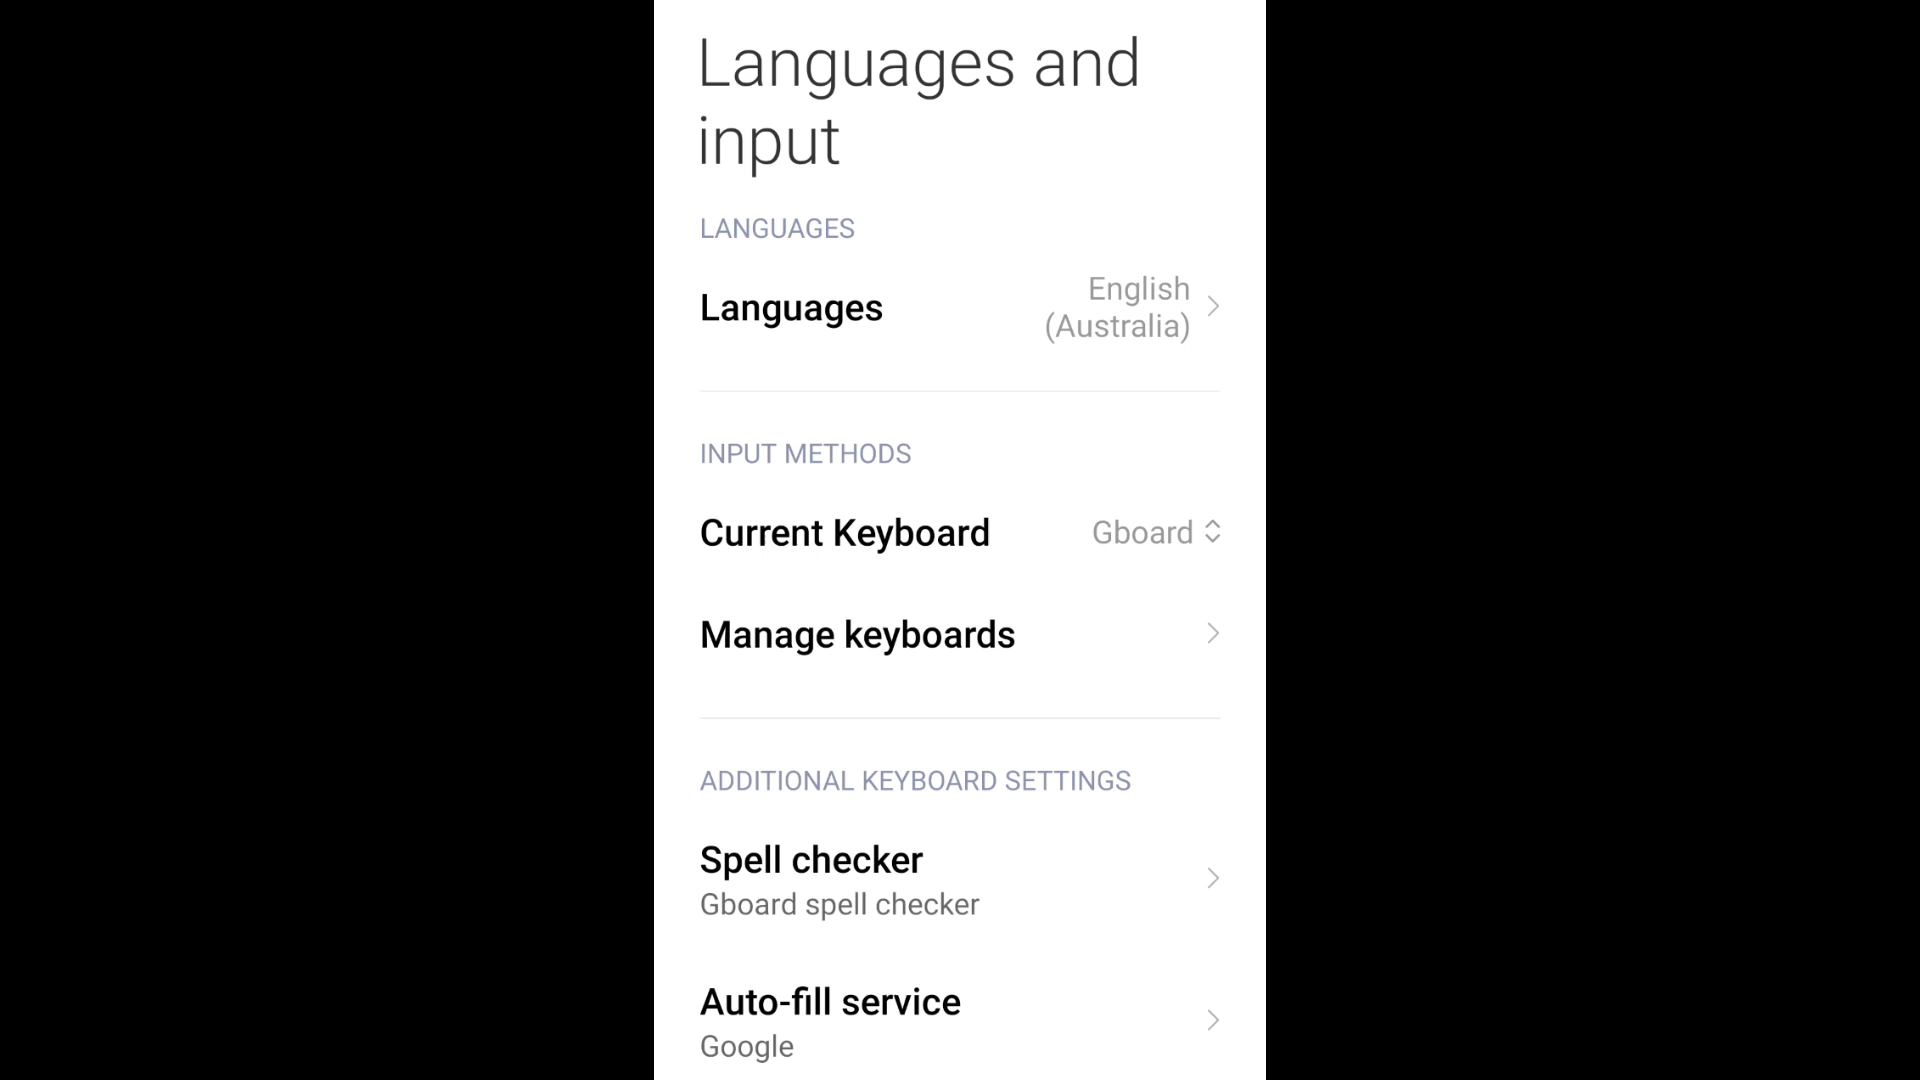 Languages and
input
LANGUAGES
Languages
English
(Australia)
INPUT METHODS
Current Keyboard Gboard
Manage keyboards
ADDITIONAL KEYBOARD SETTINGS
Spell checker
Gboard spell checker
Auto-fill service
Google